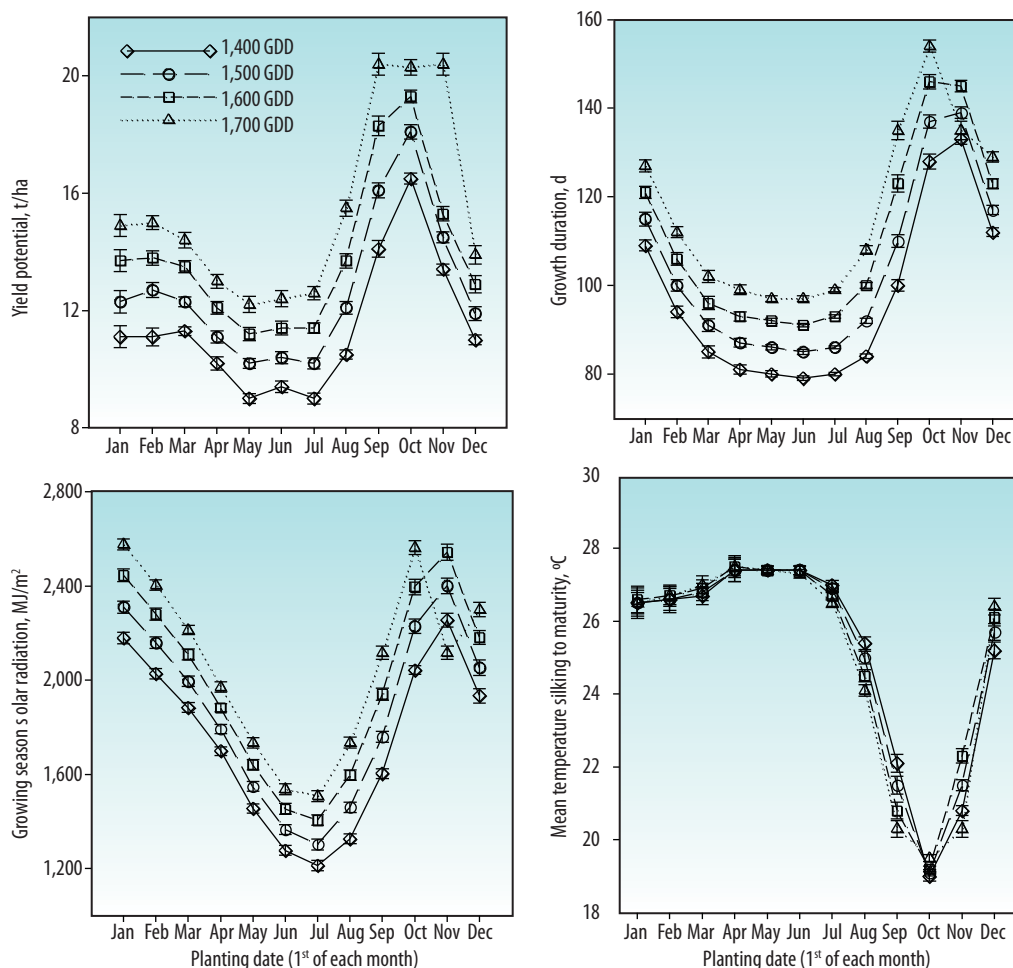 1,400 GDD
1,500 GDD
1,600 GDD
1,700 GDD
Yield potential, t/ha
20
16
12
8
Jan Feb Mar Apr May Jun Jul Aug Sep Oct Nov Dec
Growth duration, d
160
140
120
100
80
Jan Feb Mar Apr May Jun Jul Aug Sep Oct Nov Dec
Growing season s olar radiation, MJ/m²
2,800
2,400
2,000
1,600
1,200
Jan Feb Mar Apr May Jun Jul Aug Sep Oct Nov Dec
Planting date (1st of each month)
Mean temperature silking to maturity, ºC
30
28
26
24
22
20
18
Jan Feb Mar Apr May Jun Jul Aug Sep Oct Nov Dec
Planting date (1st of each month)